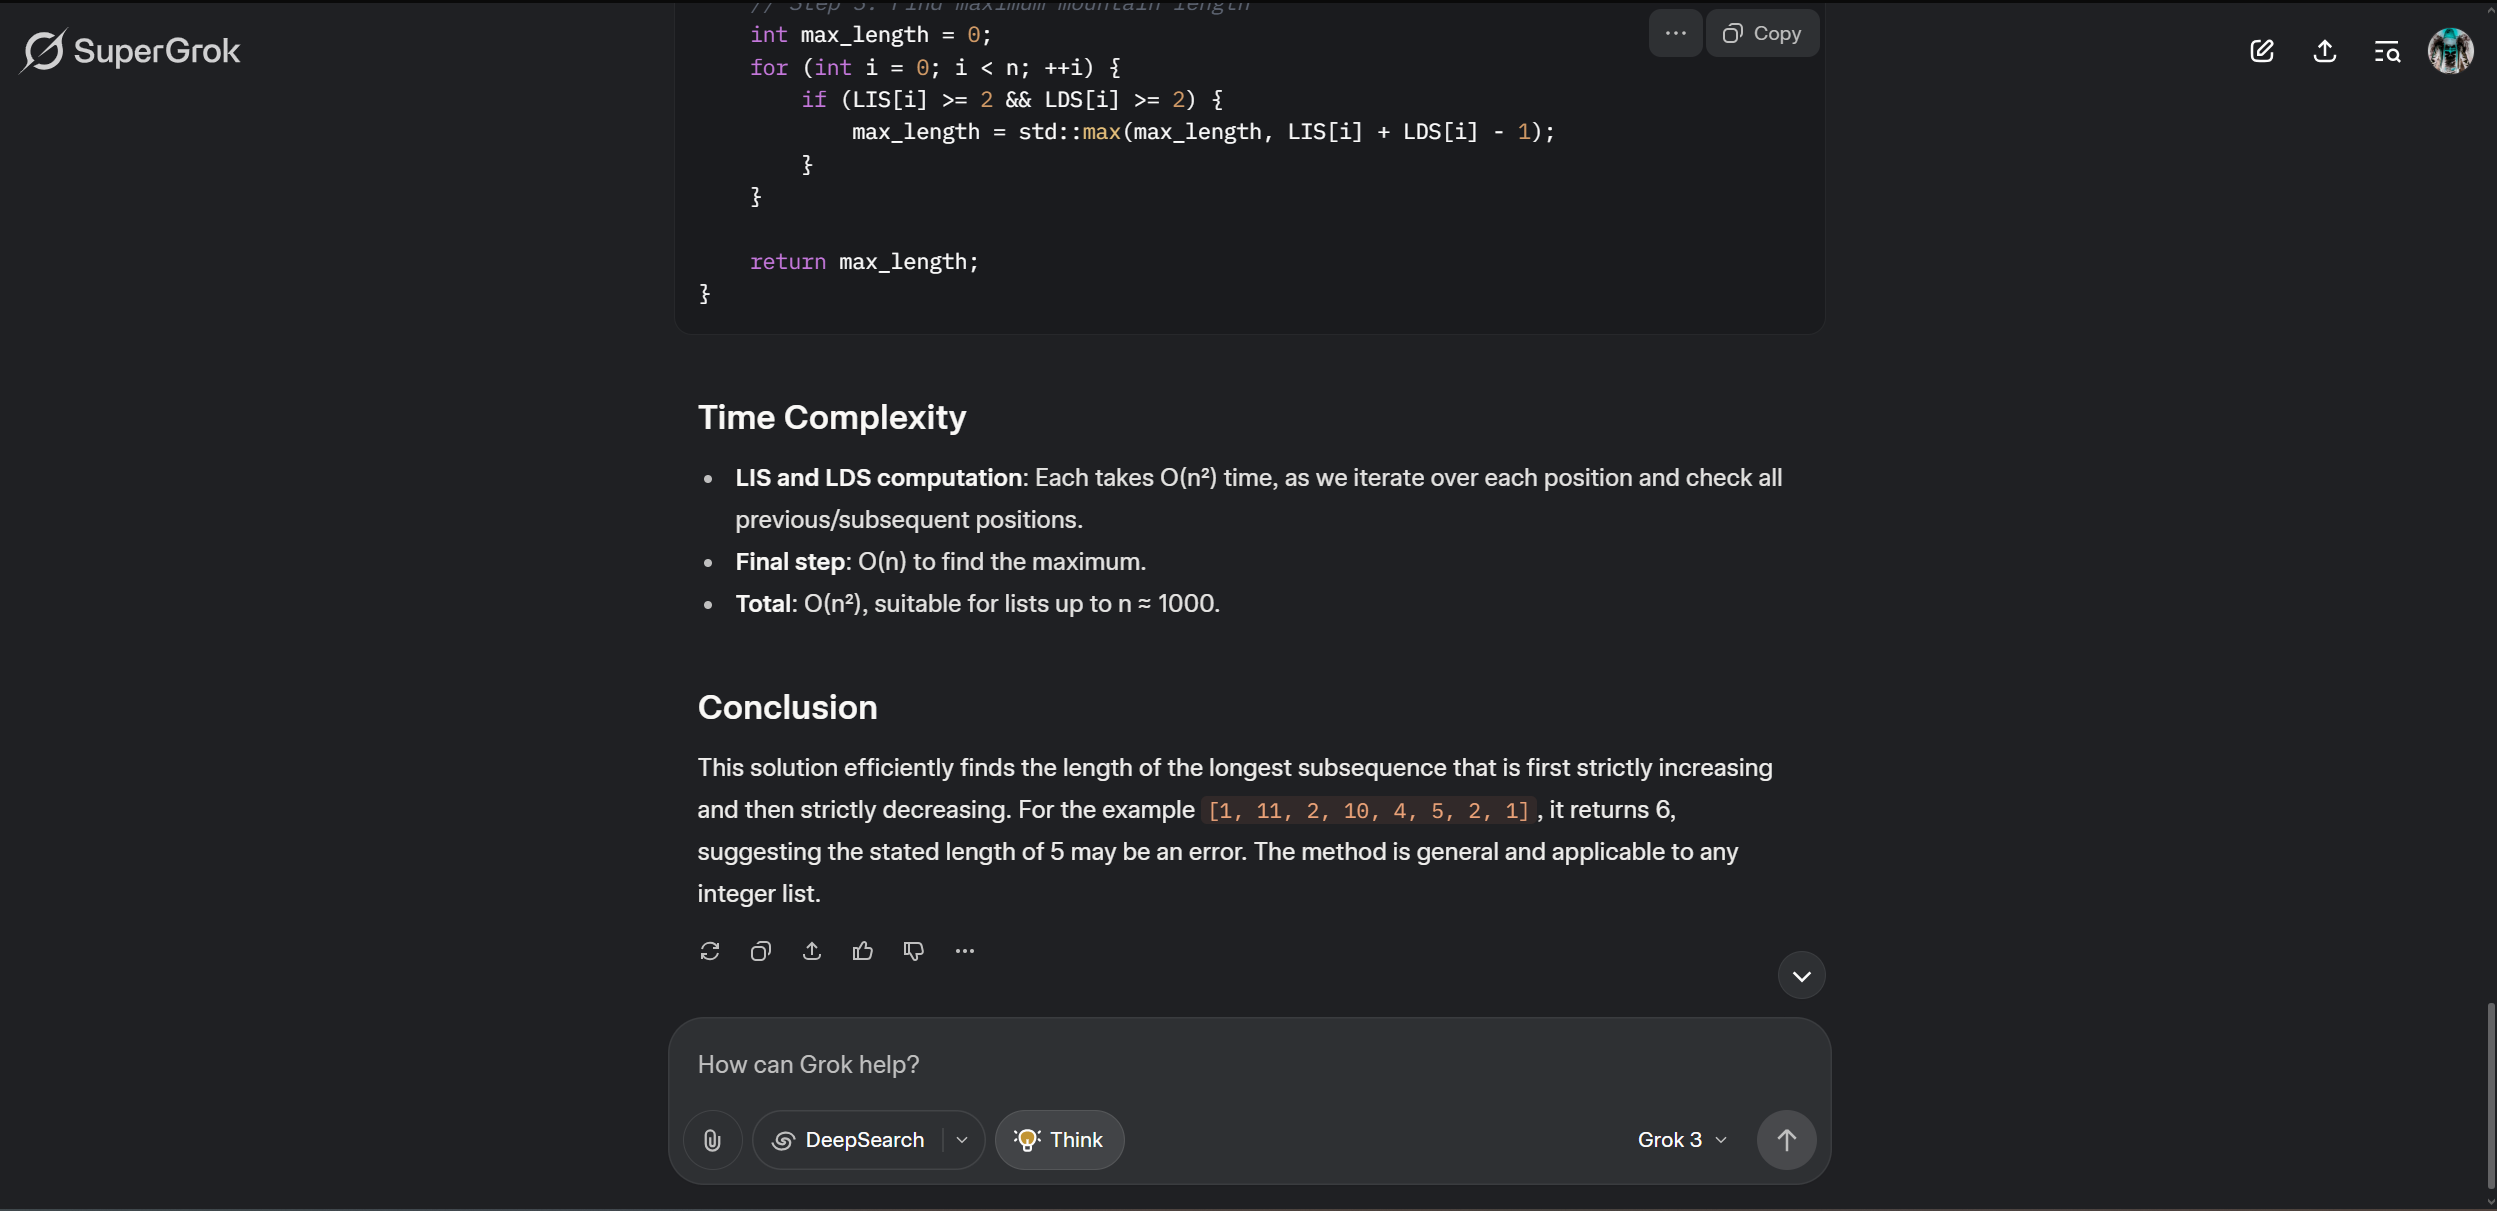 SuperGrok
// Step 3: Find maximum mountain length
Copy
int max_length = 0;
for (int i = 0; i < n; ++i) {
if (LIS[i] >= 2 && LDS[i] >= 2) {
max_length = std::max(max_length, LIS[i] + LDS[i] - 1);
}
}
return max_length;
}
Time Complexity
• LIS and LDS computation: Each takes O(n²) time, as we iterate over each position and check all
previous/subsequent positions.
• Final step: O(n) to find the maximum.
• Total: O(n²), suitable for lists up to n ≈ 1000.
Conclusion
This solution efficiently finds the length of the longest subsequence that is first strictly increasing
and then strictly decreasing. For the example [1, 11, 2, 10, 4, 5, 2, 1], it returns 6,
suggesting the stated length of 5 may be an error. The method is general and applicable to any
integer list.
How can Grok help?
DeepSearch
Think
Grok 3